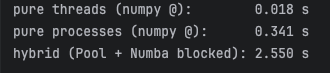 pure threads (numpy @):       0.018 s
pure processes (numpy @):     0.341 s
hybrid (Pool + Numba blocked): 2.550 s